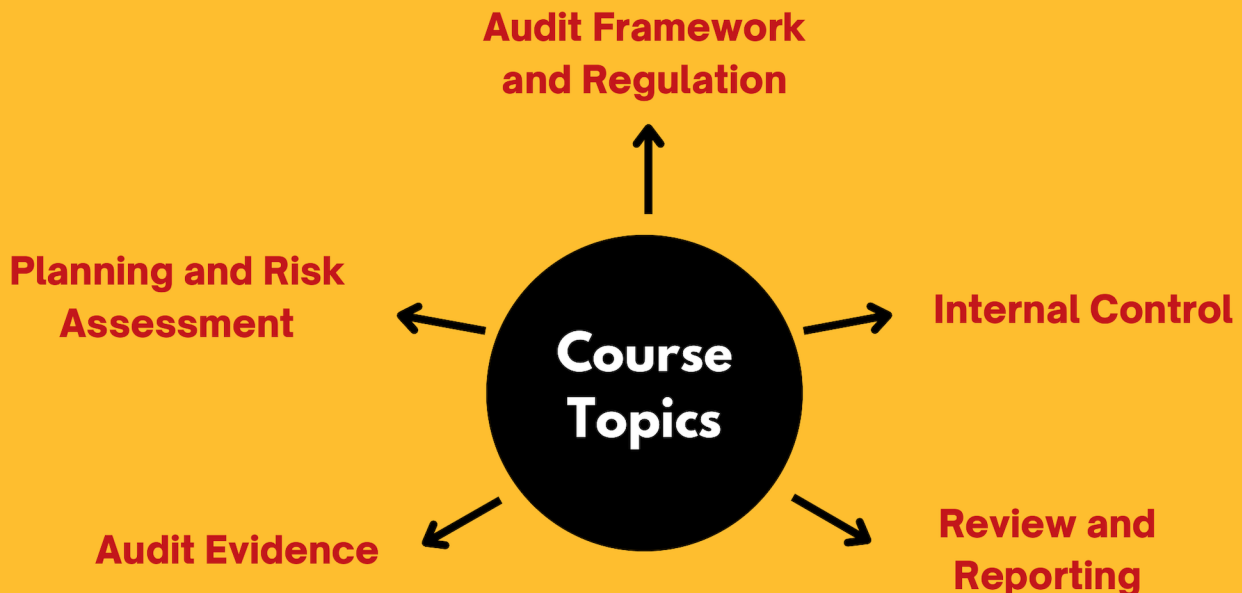 Audit Framework
and Regulation
Planning and Risk
Assessment
Internal Control
Course
Topics
Audit Evidence
Review and
Reporting